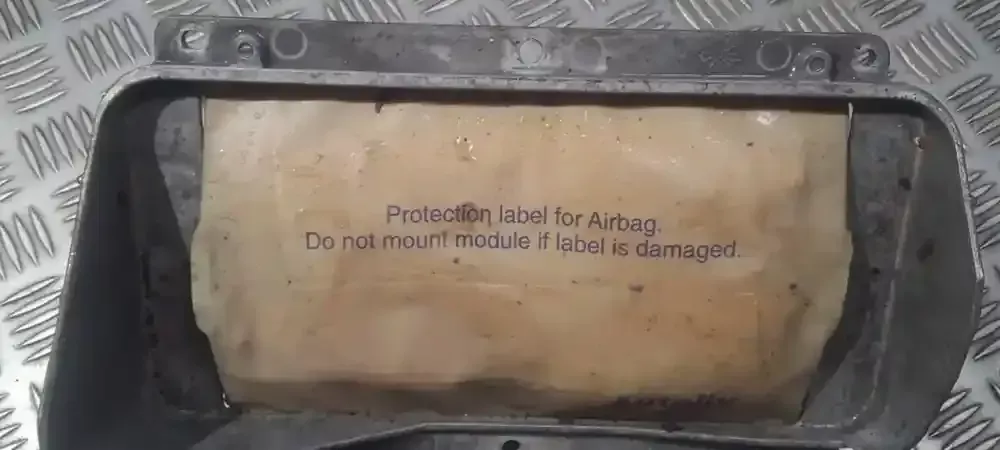 Protection label for Airbag.
Do not mount module if label is damaged.